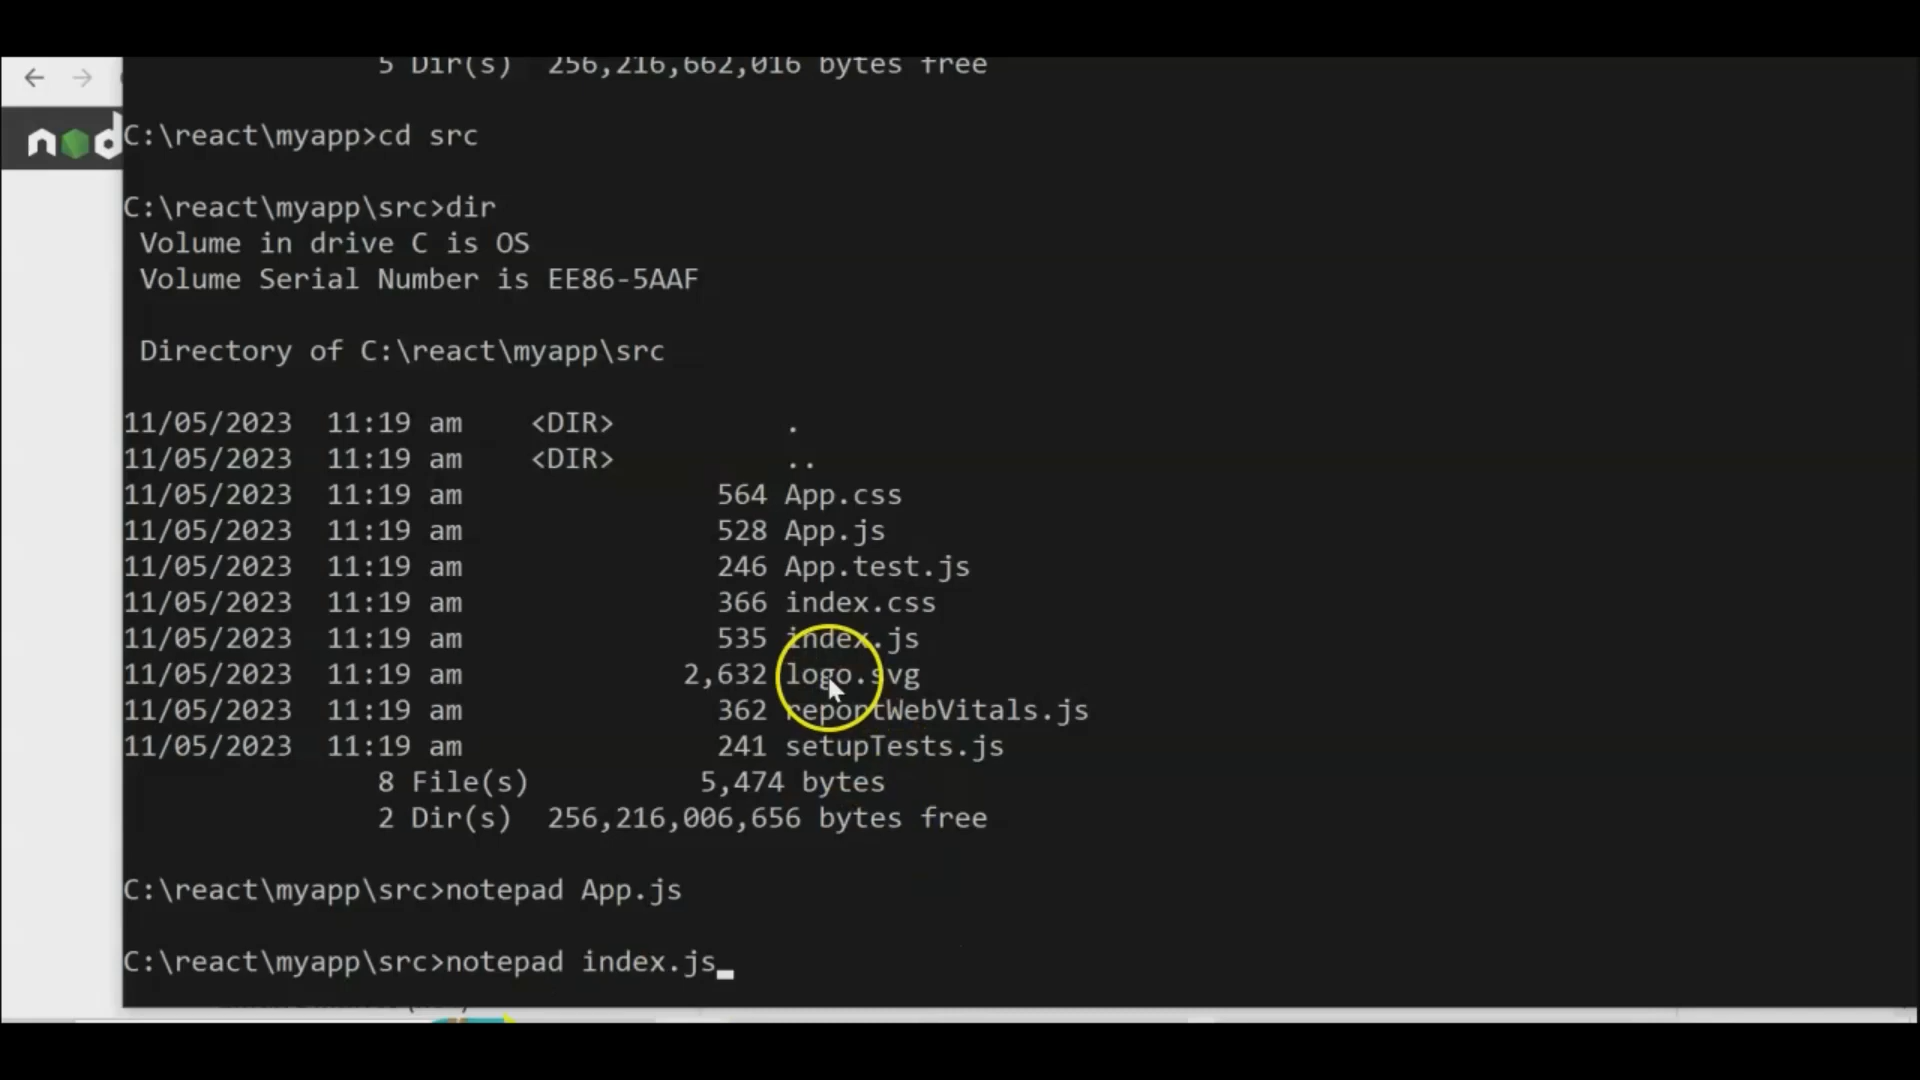 5 Dir(s)  256,216,662,016 bytes free
nod
C:\react\myapp>cd src
C:\react\myapp\src>dir
Volume in drive C is OS
Volume Serial Number is EE86-5AAF
Directory of C:\react\myapp\src
11/05/2023  11:19 am    <DIR>          .
11/05/2023  11:19 am    <DIR>          ..
11/05/2023  11:19 am               564 App.css
11/05/2023  11:19 am               528 App.js
11/05/2023  11:19 am               246 App.test.js
11/05/2023  11:19 am               366 index.css
11/05/2023  11:19 am               535 index.js
11/05/2023  11:19 am             2,632 logo.svg
11/05/2023  11:19 am               362 reportWebVitals.js
11/05/2023  11:19 am               241 setupTests.js
8 File(s)          5,474 bytes
2 Dir(s)  256,216,006,656 bytes free
C:\react\myapp\src>notepad App.js
C:\react\myapp\src>notepad index.js